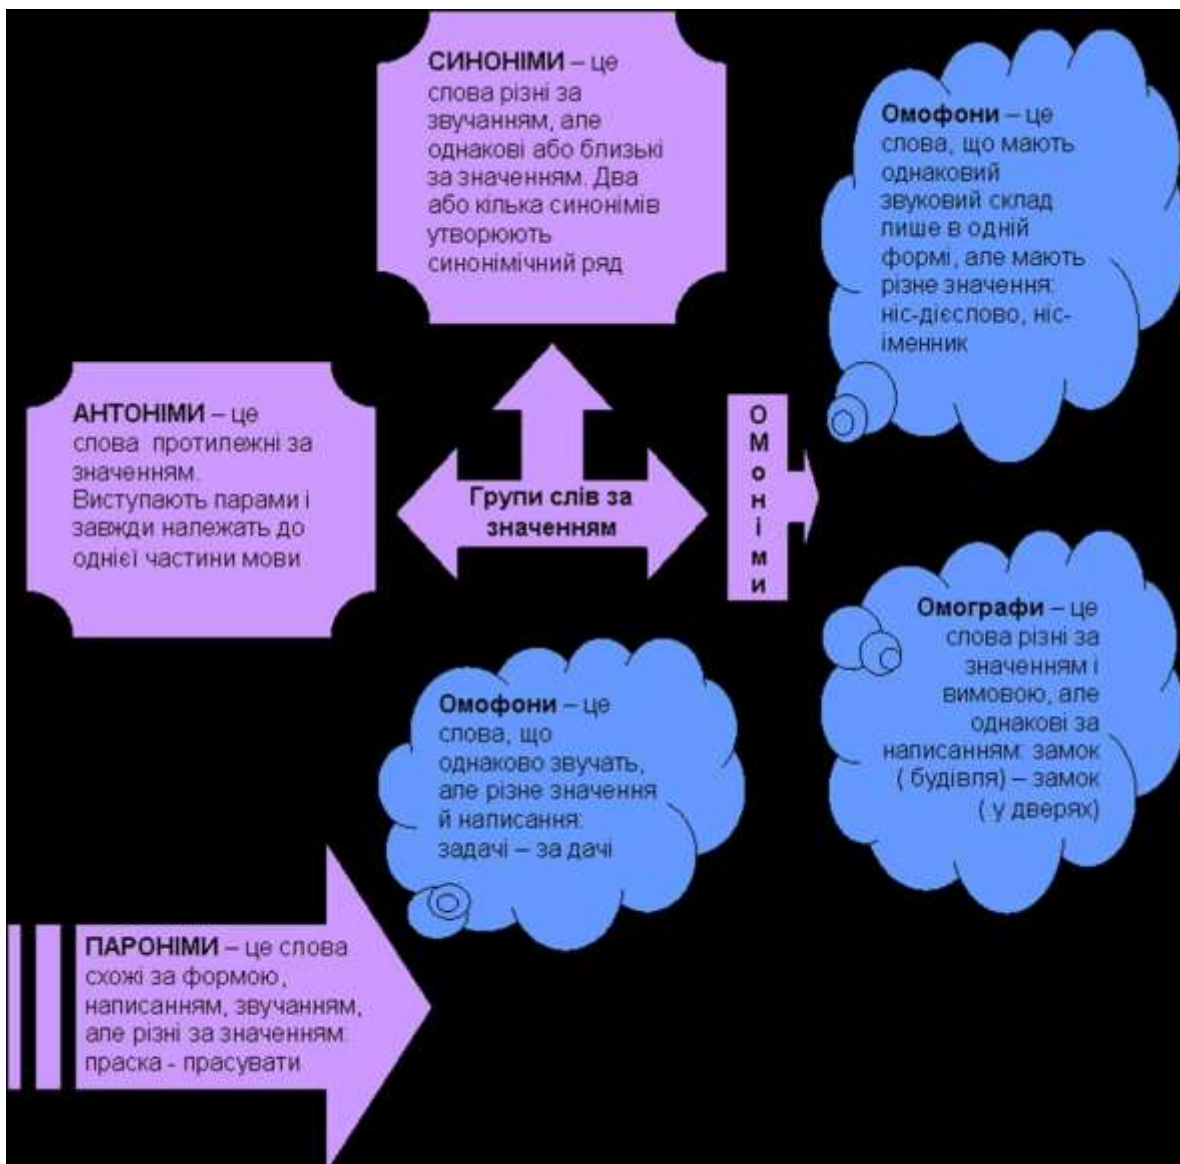 СИНОНІМИ – це
слова різні за
звучанням, але
однакові або близькі
за значенням. Два
або кілька синонімів
утворюють
синонімічний ряд
Омофони – це
слова, що мають
однаковий
звуковий склад
лише в одній
формі, але мають
різне значення:
ніс-дієслово, ніс-
іменник
АНТОНІМИ – це
слова протилежні за
значенням.
Виступають парами і
завжди належать до
однієї частини мови
Групи слів за
значенням
О
М
о
н
і
м
и
Омографи – це
слова різні за
значенням і
вимовою, але
однакові за
написанням: замок
( будівля) – замок
( у дверях)
Омофони – це
слова, що
однаково звучать,
але різне значення
й написання:
задачі – за дачі
ПАРОНІМИ – це слова
схожі за формою,
написанням, звучанням,
але різні за значенням:
праска - прасувати